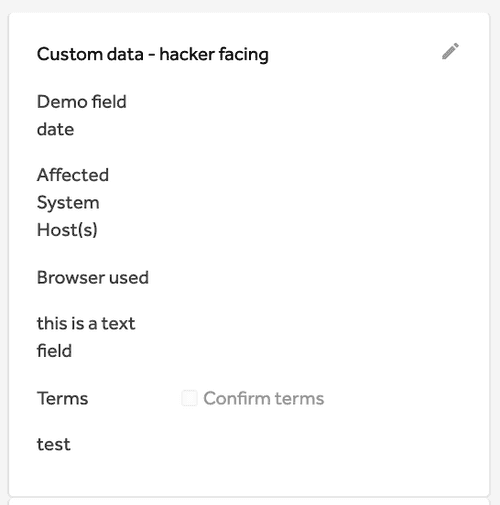 Custom data - hacker facing
Demo field
date
Affected
System
Host(s)
Browser used
this is a text
field
Terms Confirm terms
test